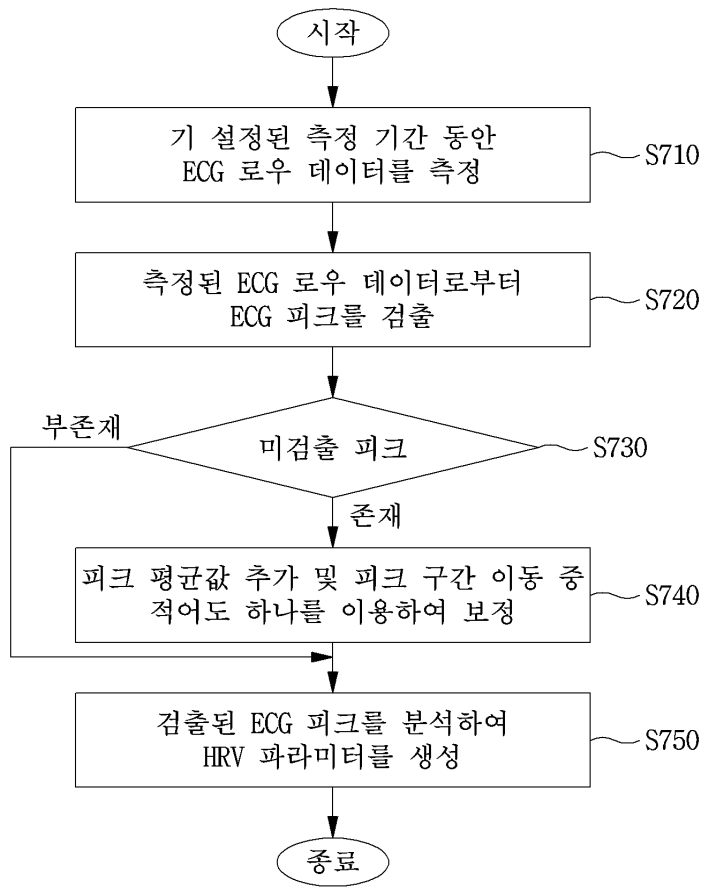 시작
기 설정된 측정 기간 동안
ECG 로우 데이터를 측정
S710
측정된 ECG 로우 데이터로부터
ECG 피크를 검출
S720
부존재
미검출 피크
S730
존재
피크 평균값 추가 및 피크 구간 이동 중
적어도 하나를 이용하여 보정
S740
검출된 ECG 피크를 분석하여
HRV 파라미터를 생성
S750
종료